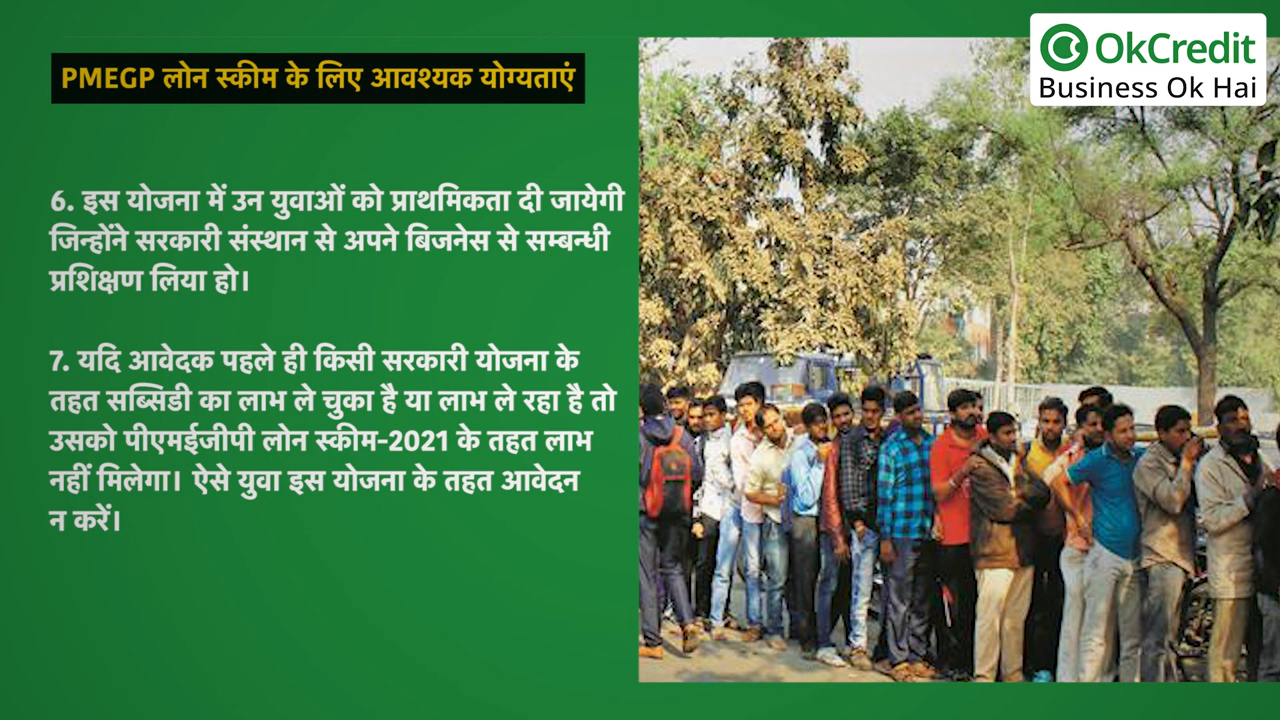 OkCredit
Business Ok Hai
PMEGP लोन स्कीम के लिए आवश्यक योग्यताएं
6. इस योजना में उन युवाओं को प्राथमिकता दी जायेगी
जिन्होंने सरकारी संस्थान से अपने बिजनेस से सम्बन्धी
प्रशिक्षण लिया हो।
7. यदि आवेदक पहले ही किसी सरकारी योजना के
तहत सब्सिडी का लाभ ले चुका है या लाभ ले रहा है तो
उसको पीएमईजीपी लोन स्कीम-2021 के तहत लाभ
नहीं मिलेगा। ऐसे युवा इस योजना के तहत आवेदन
न करें।